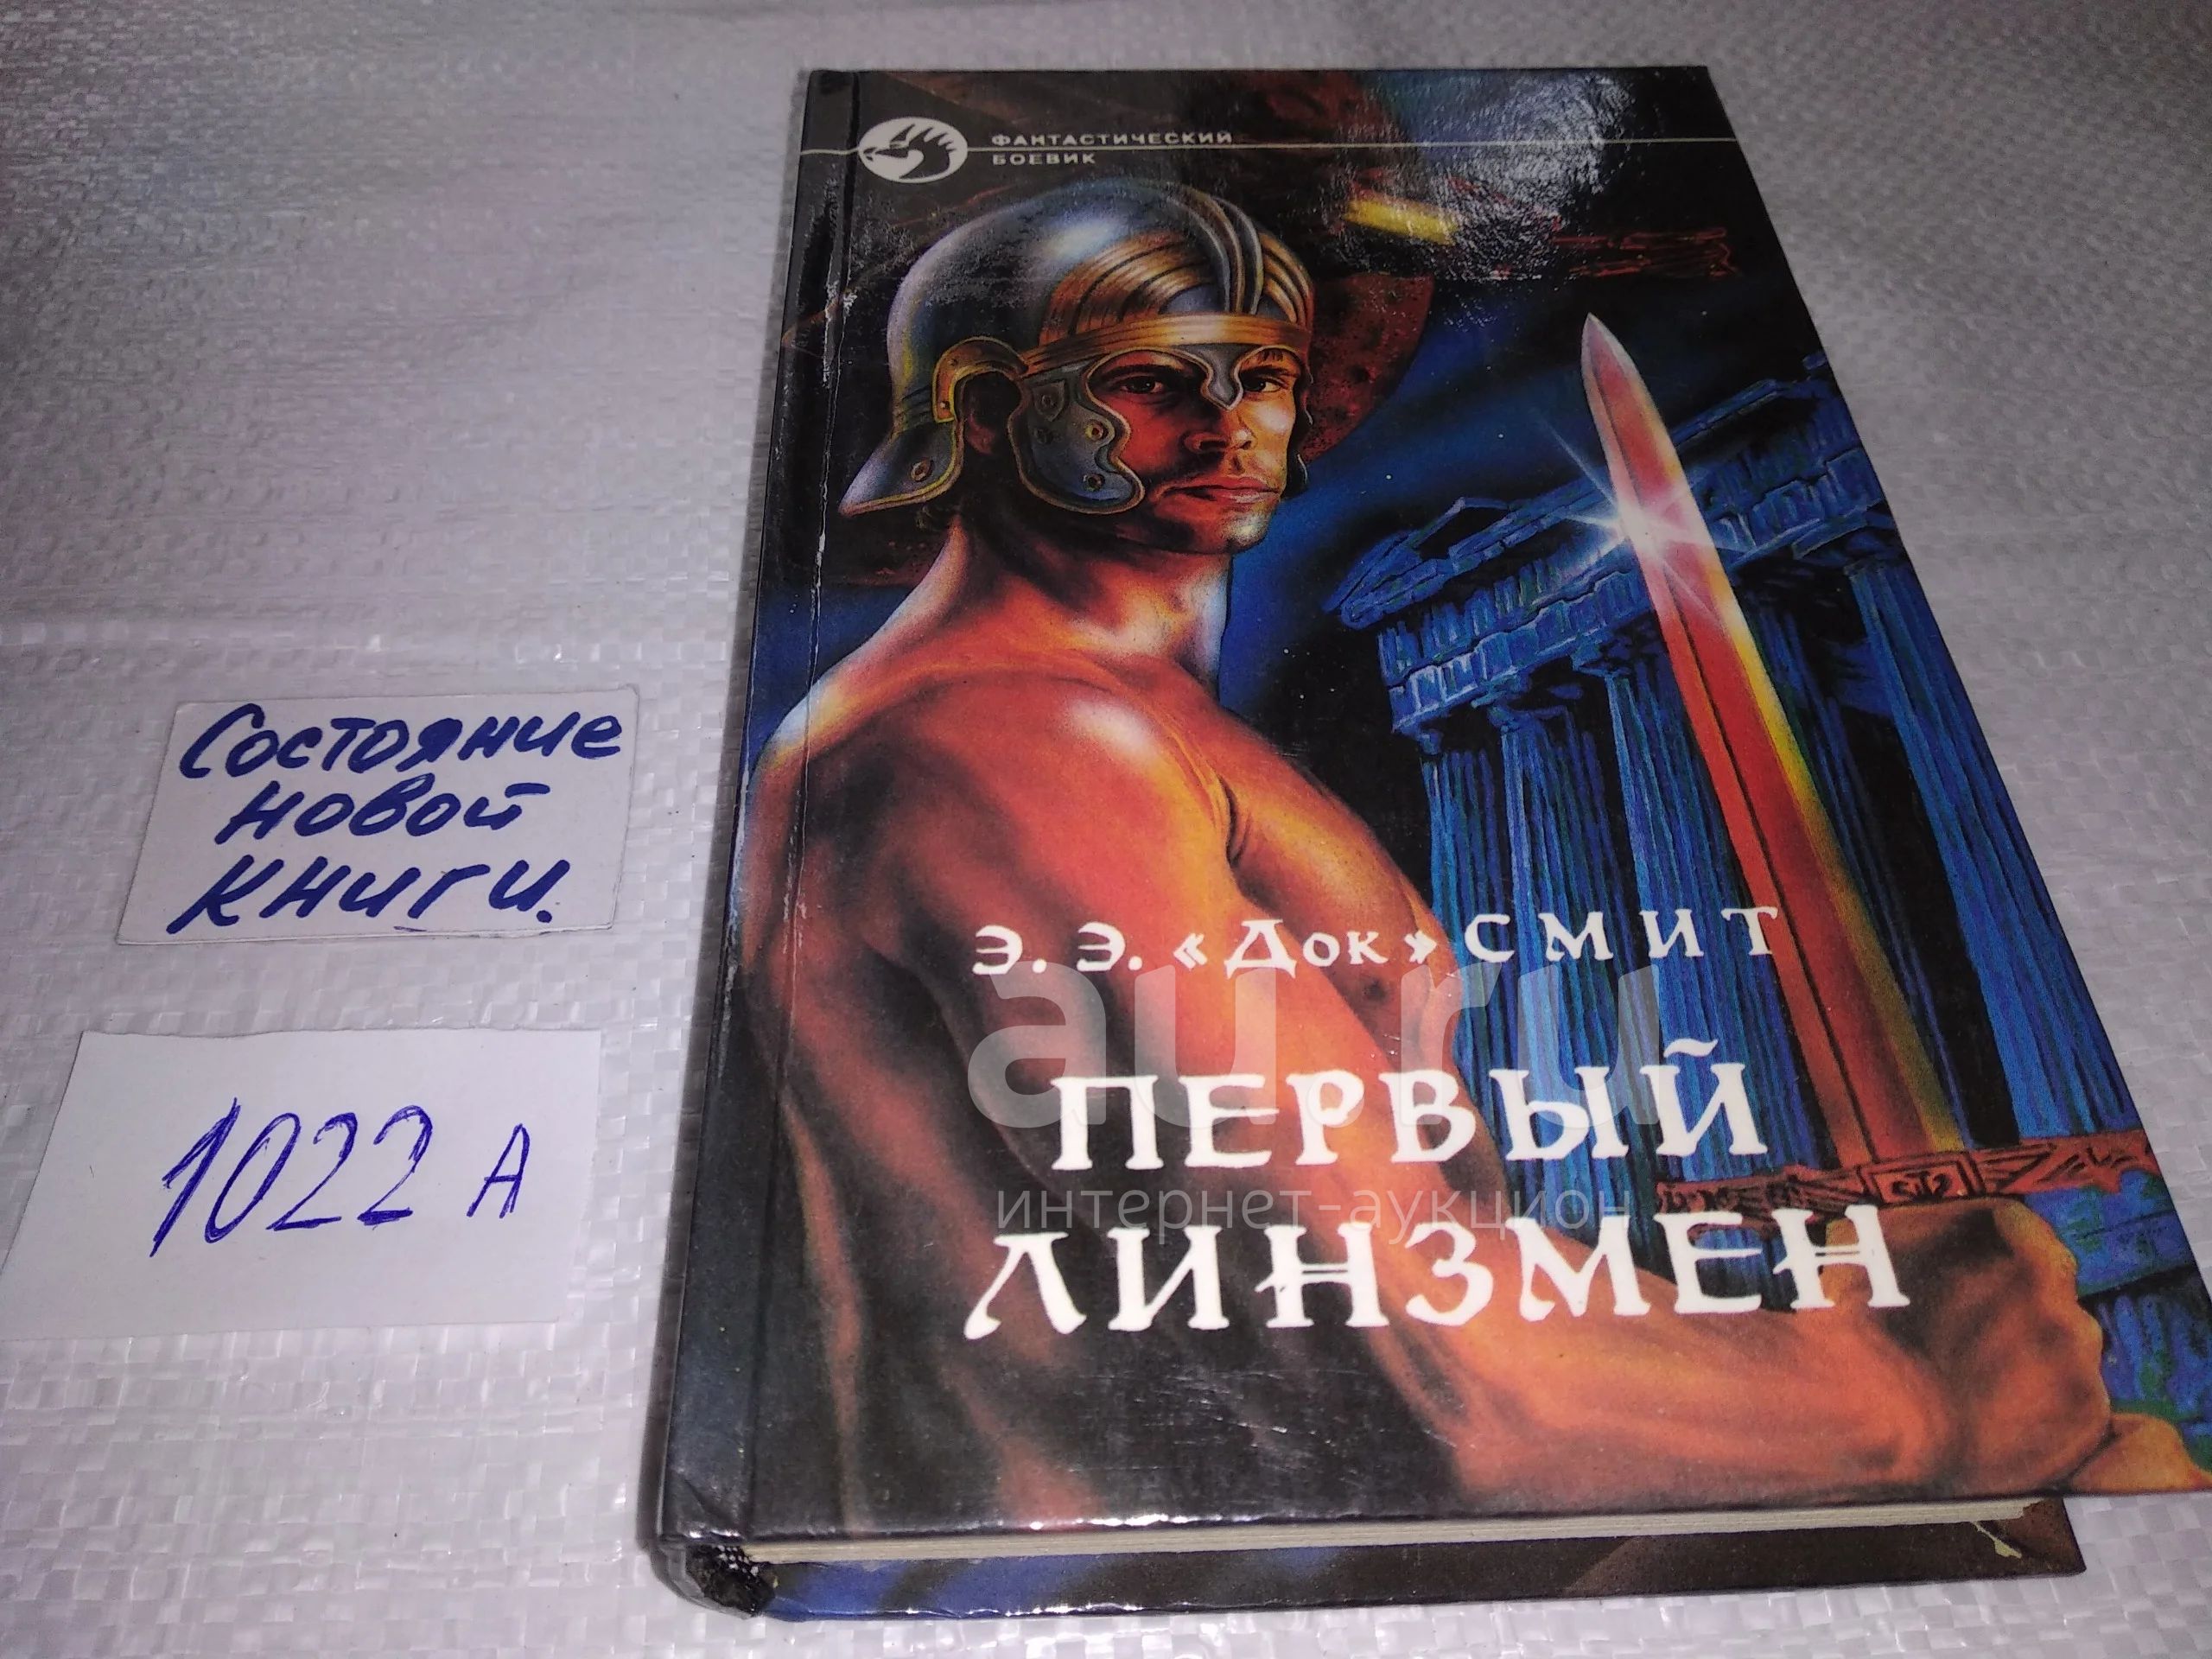 ФАНТАСТИЧЕСКИЙ
БОЕВИК
Состояние
новой
книги.
1022 А
Э. Э. «Док» СМИТ
au.ru
ПЕРВЫЙ
интернет-аукцион
ЛИНЗМЕН